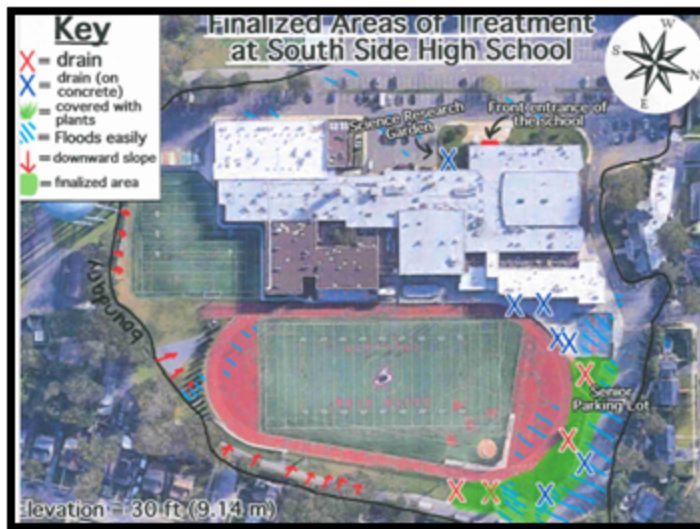 Finalized Areas of Treatment
at South Side High School
Key
X = drain
X = drain (on
concrete)
= covered with
plants
= Floods easily
= downward slope
= finalized area
W
S
N
E
Science Research
Garden
Front entrance of
the school
boundary
Senior
Parking Lot
Elevation = 30 ft (9.14 m)